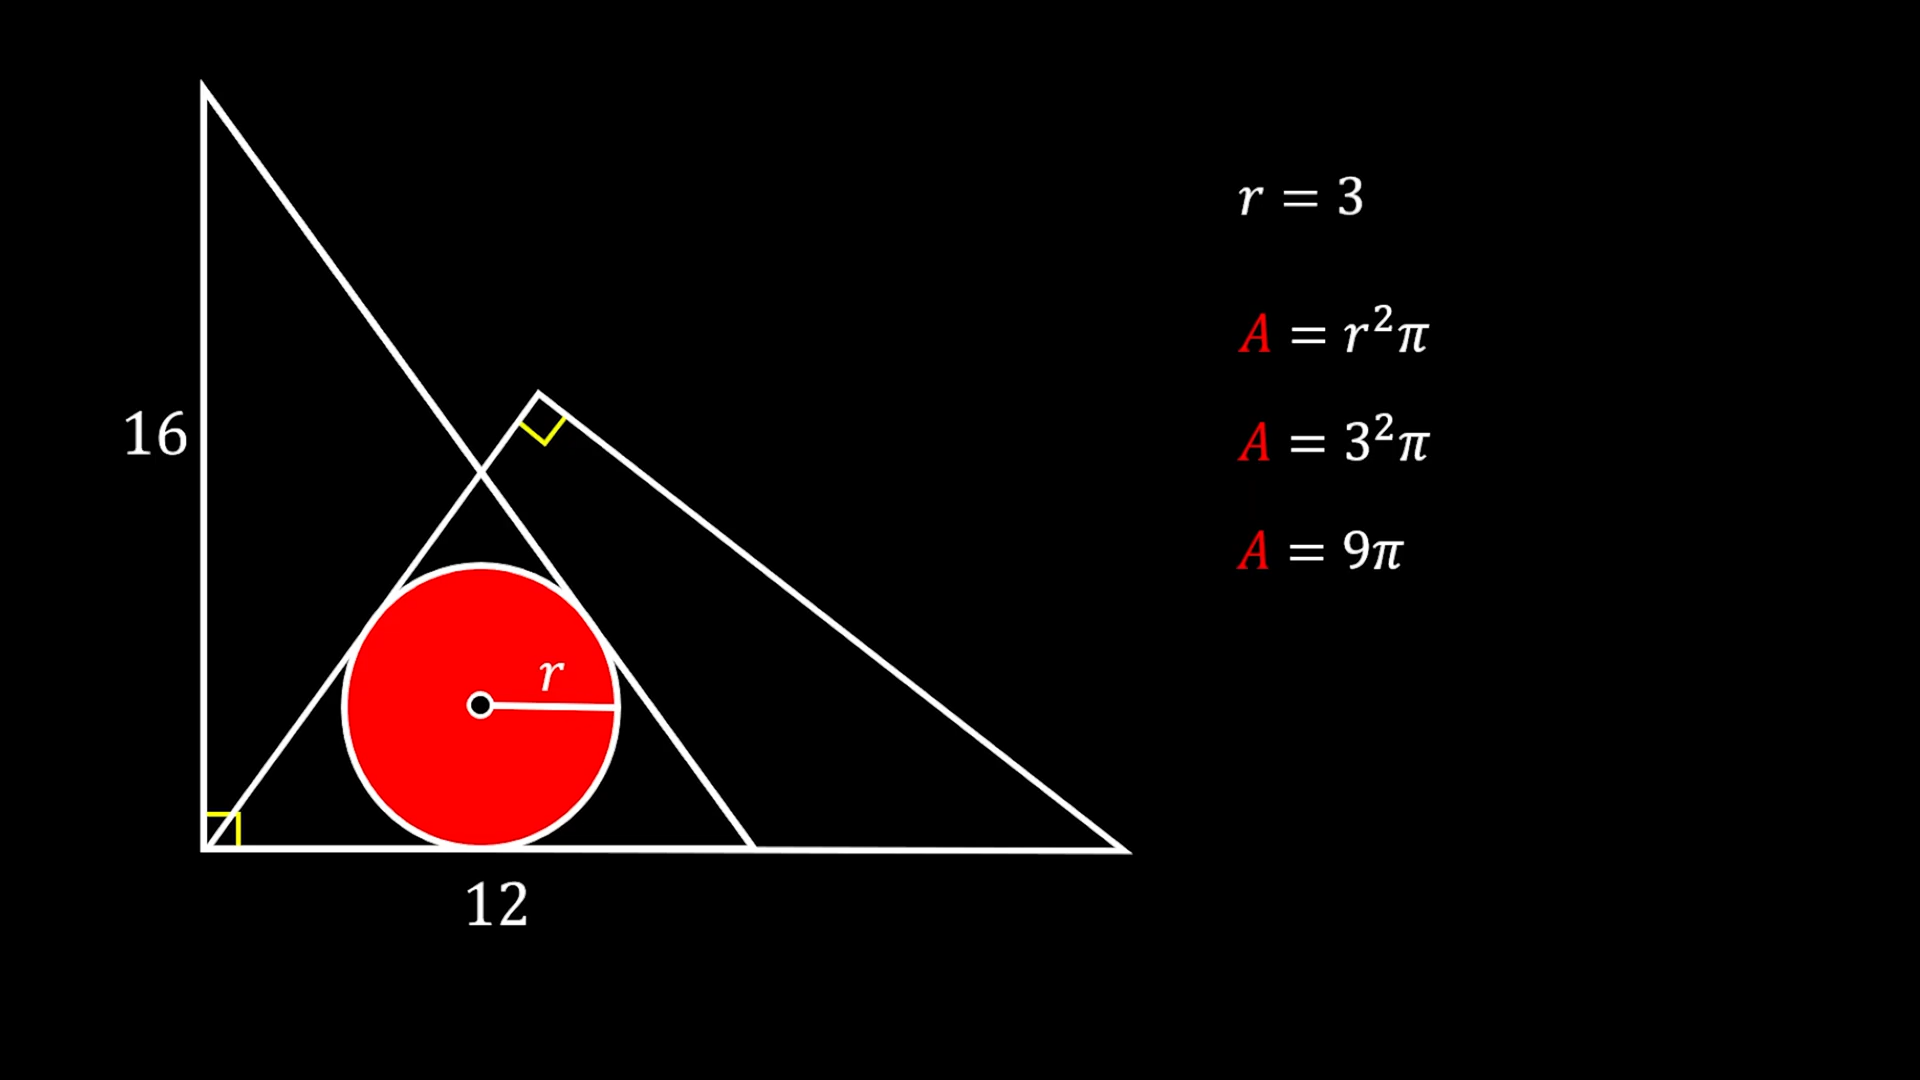 16
12
r
r = 3
A = r²π
A = 3²π
A = 9π